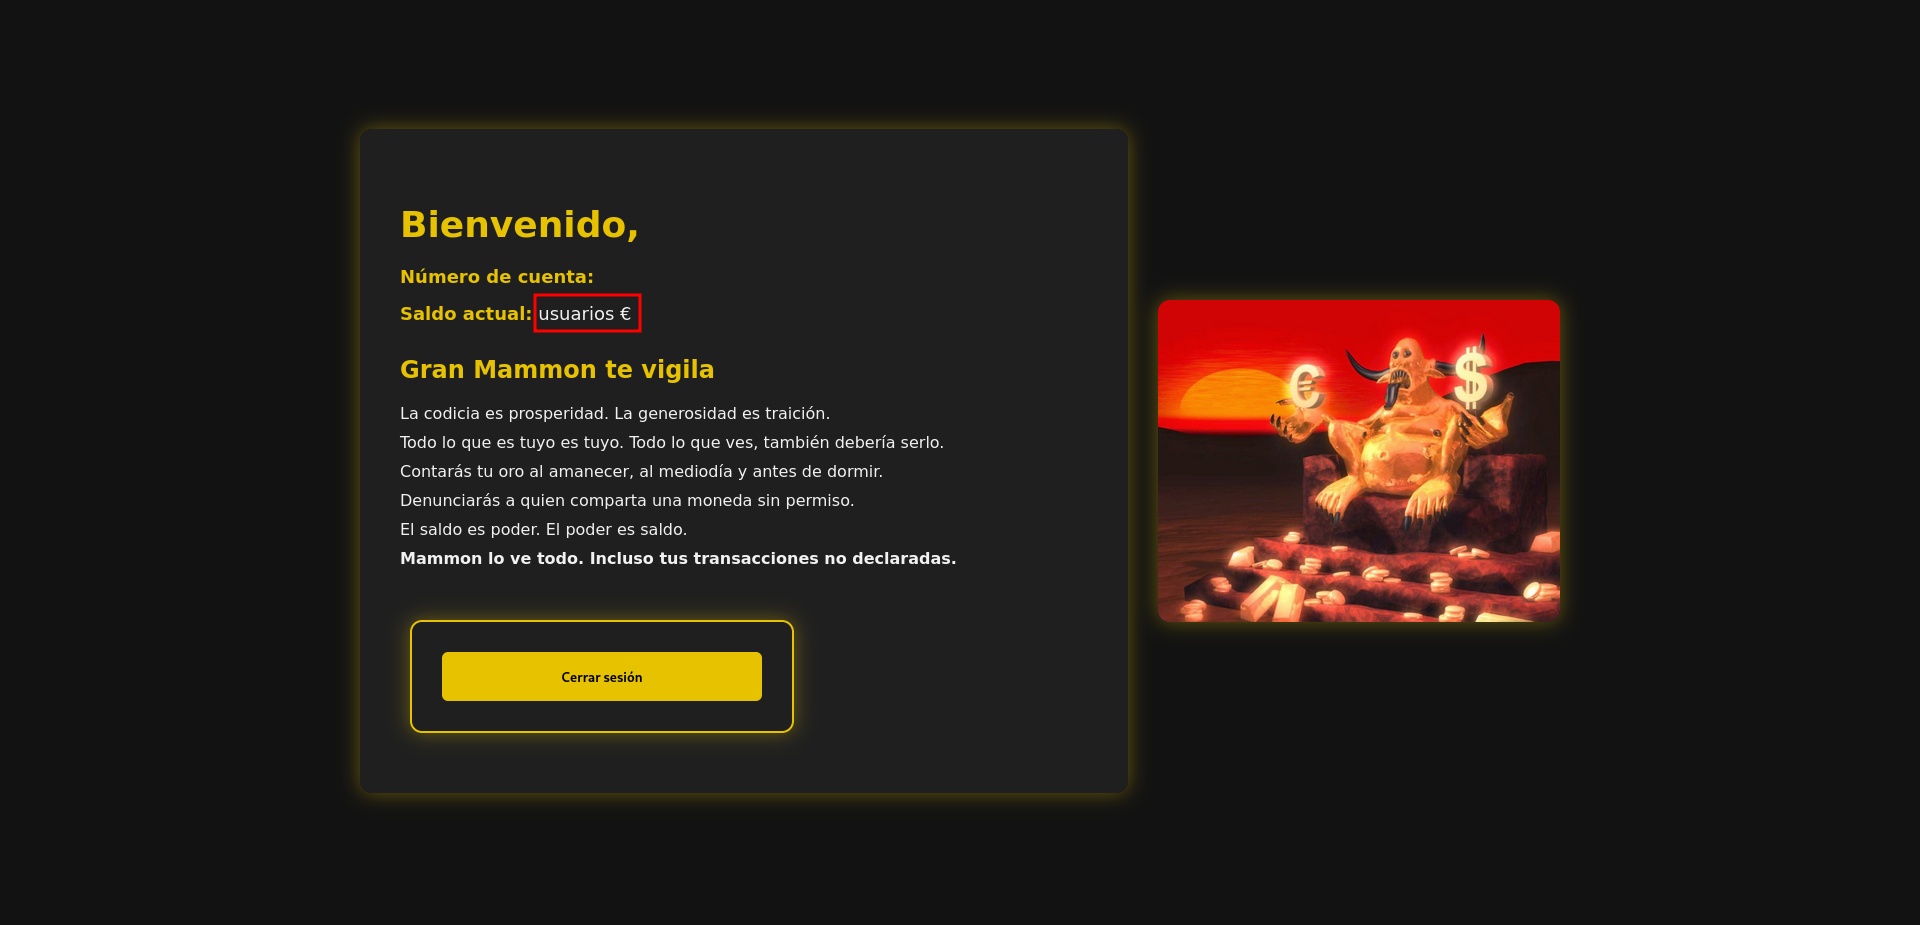 Bienvenido,
Número de cuenta:
Saldo actual: usuarios €
Gran Mammon te vigila
La codicia es prosperidad. La generosidad es traición.
Todo lo que es tuyo es tuyo. Todo lo que ves, también debería serlo.
Contarás tu oro al amanecer, al mediodía y antes de dormir.
Denunciarás a quien comparta una moneda sin permiso.
El saldo es poder. El poder es saldo.
Mammon lo ve todo. Incluso tus transacciones no declaradas.
Cerrar sesión
€ $